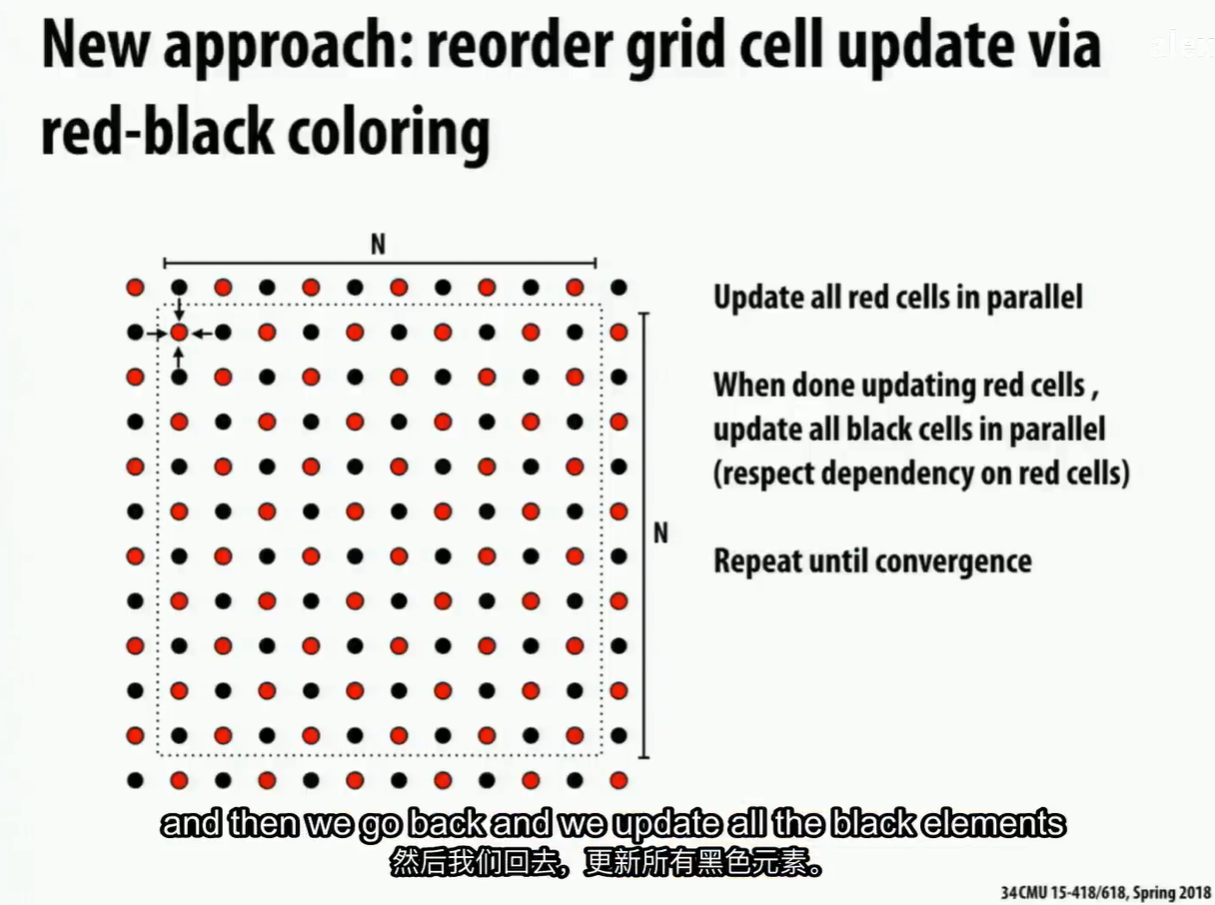 New approach: reorder grid cell update via
red-black coloring
N
Update all red cells in parallel
When done updating red cells ,
update all black cells in parallel
(respect dependency on red cells)
N
Repeat until convergence
and then we go back and we update all the black elements
然后我们回去，更新所有黑色元素。
34CMU 15-418/618, Spring 2018